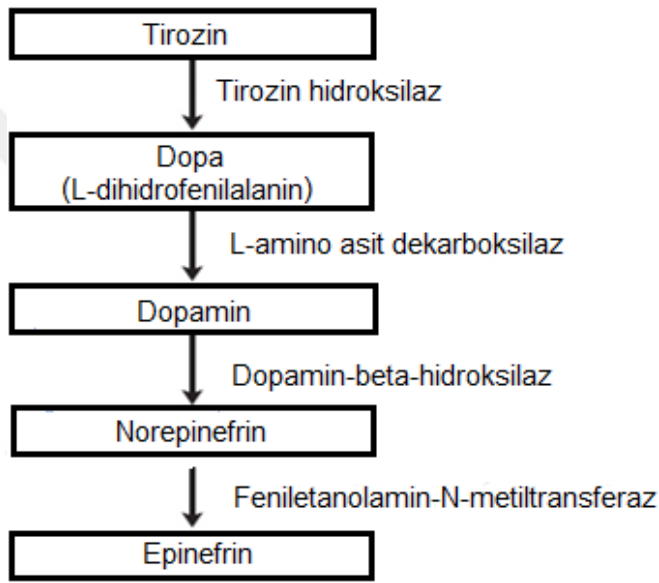 Tirozin
Tirozin hidroksilaz
Dopa
(L-dihidrofenilalanin)
L-amino asit dekarboksilaz
Dopamin
Dopamin-beta-hidroksilaz
Norepinefrin
Feniletanolamin-N-metiltransferaz
Epinefrin